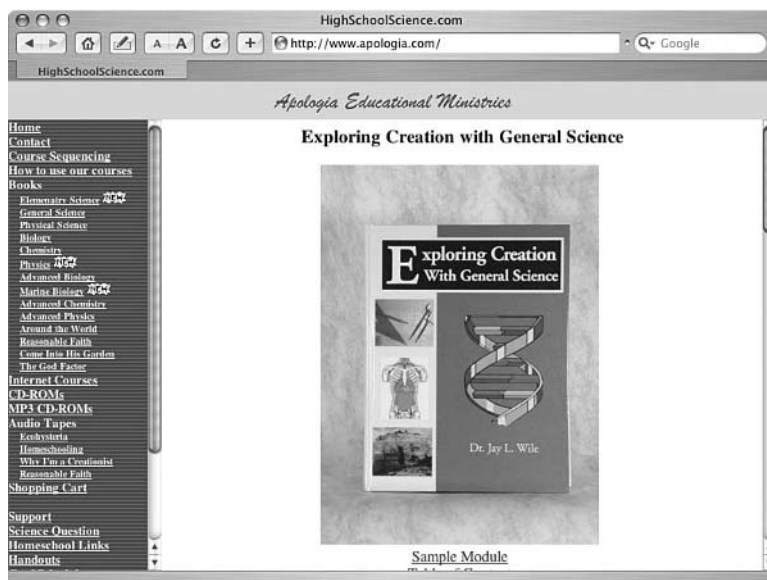 HighSchoolScience.com
A A http://www.apologia.com/ Google
HighSchoolScience.com
Apologia Educational Ministries
Home
Contact
Course Sequencing
How to use our courses
Books
Elemenatry Science NEW
General Science
Physical Science
Biology
Chemistry
Physics NEW
Advanced Biology
Marine Biology NEW
Advanced Chemistry
Advanced Physics
Around the World
Reasonable Faith
Come Into His Garden
The God Factor
Internet Courses
CD-ROMs
MP3 CD-ROMs
Audio Tapes
Ecohysteria
Homeschooling
Why I'm a Creationist
Reasonable Faith
Shopping Cart
Support
Science Question
Homeschool Links
Handouts
Exploring Creation with General Science
Exploring Creation
With General Science
Dr. Jay L. Wile
Sample Module